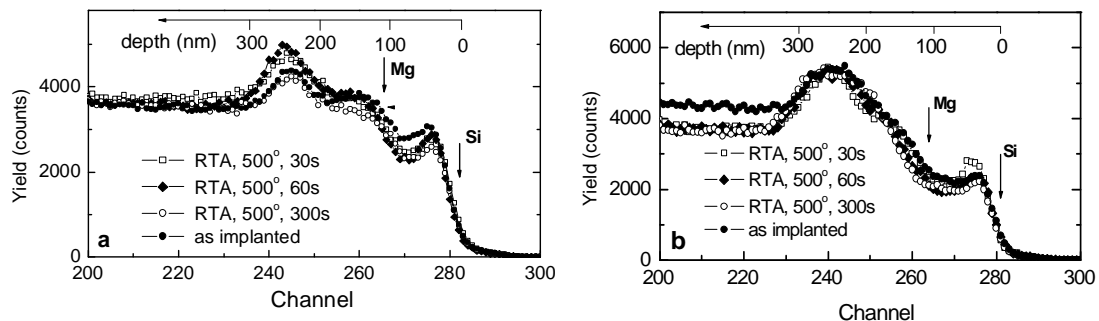 depth (nm) 300 200 100 0
Mg
Si
4000
2000
0
Yield (counts)
RTA, 500°, 30s
RTA, 500°, 60s
RTA, 500°, 300s
as implanted
a
200 220 240 260 280 300
Channel
6000
4000
2000
0
Yield (counts)
depth (nm) 300 200 100 0
Mg
Si
RTA, 500°, 30s
RTA, 500°, 60s
RTA, 500°, 300s
as implanted
b
200 220 240 260 280 300
Channel